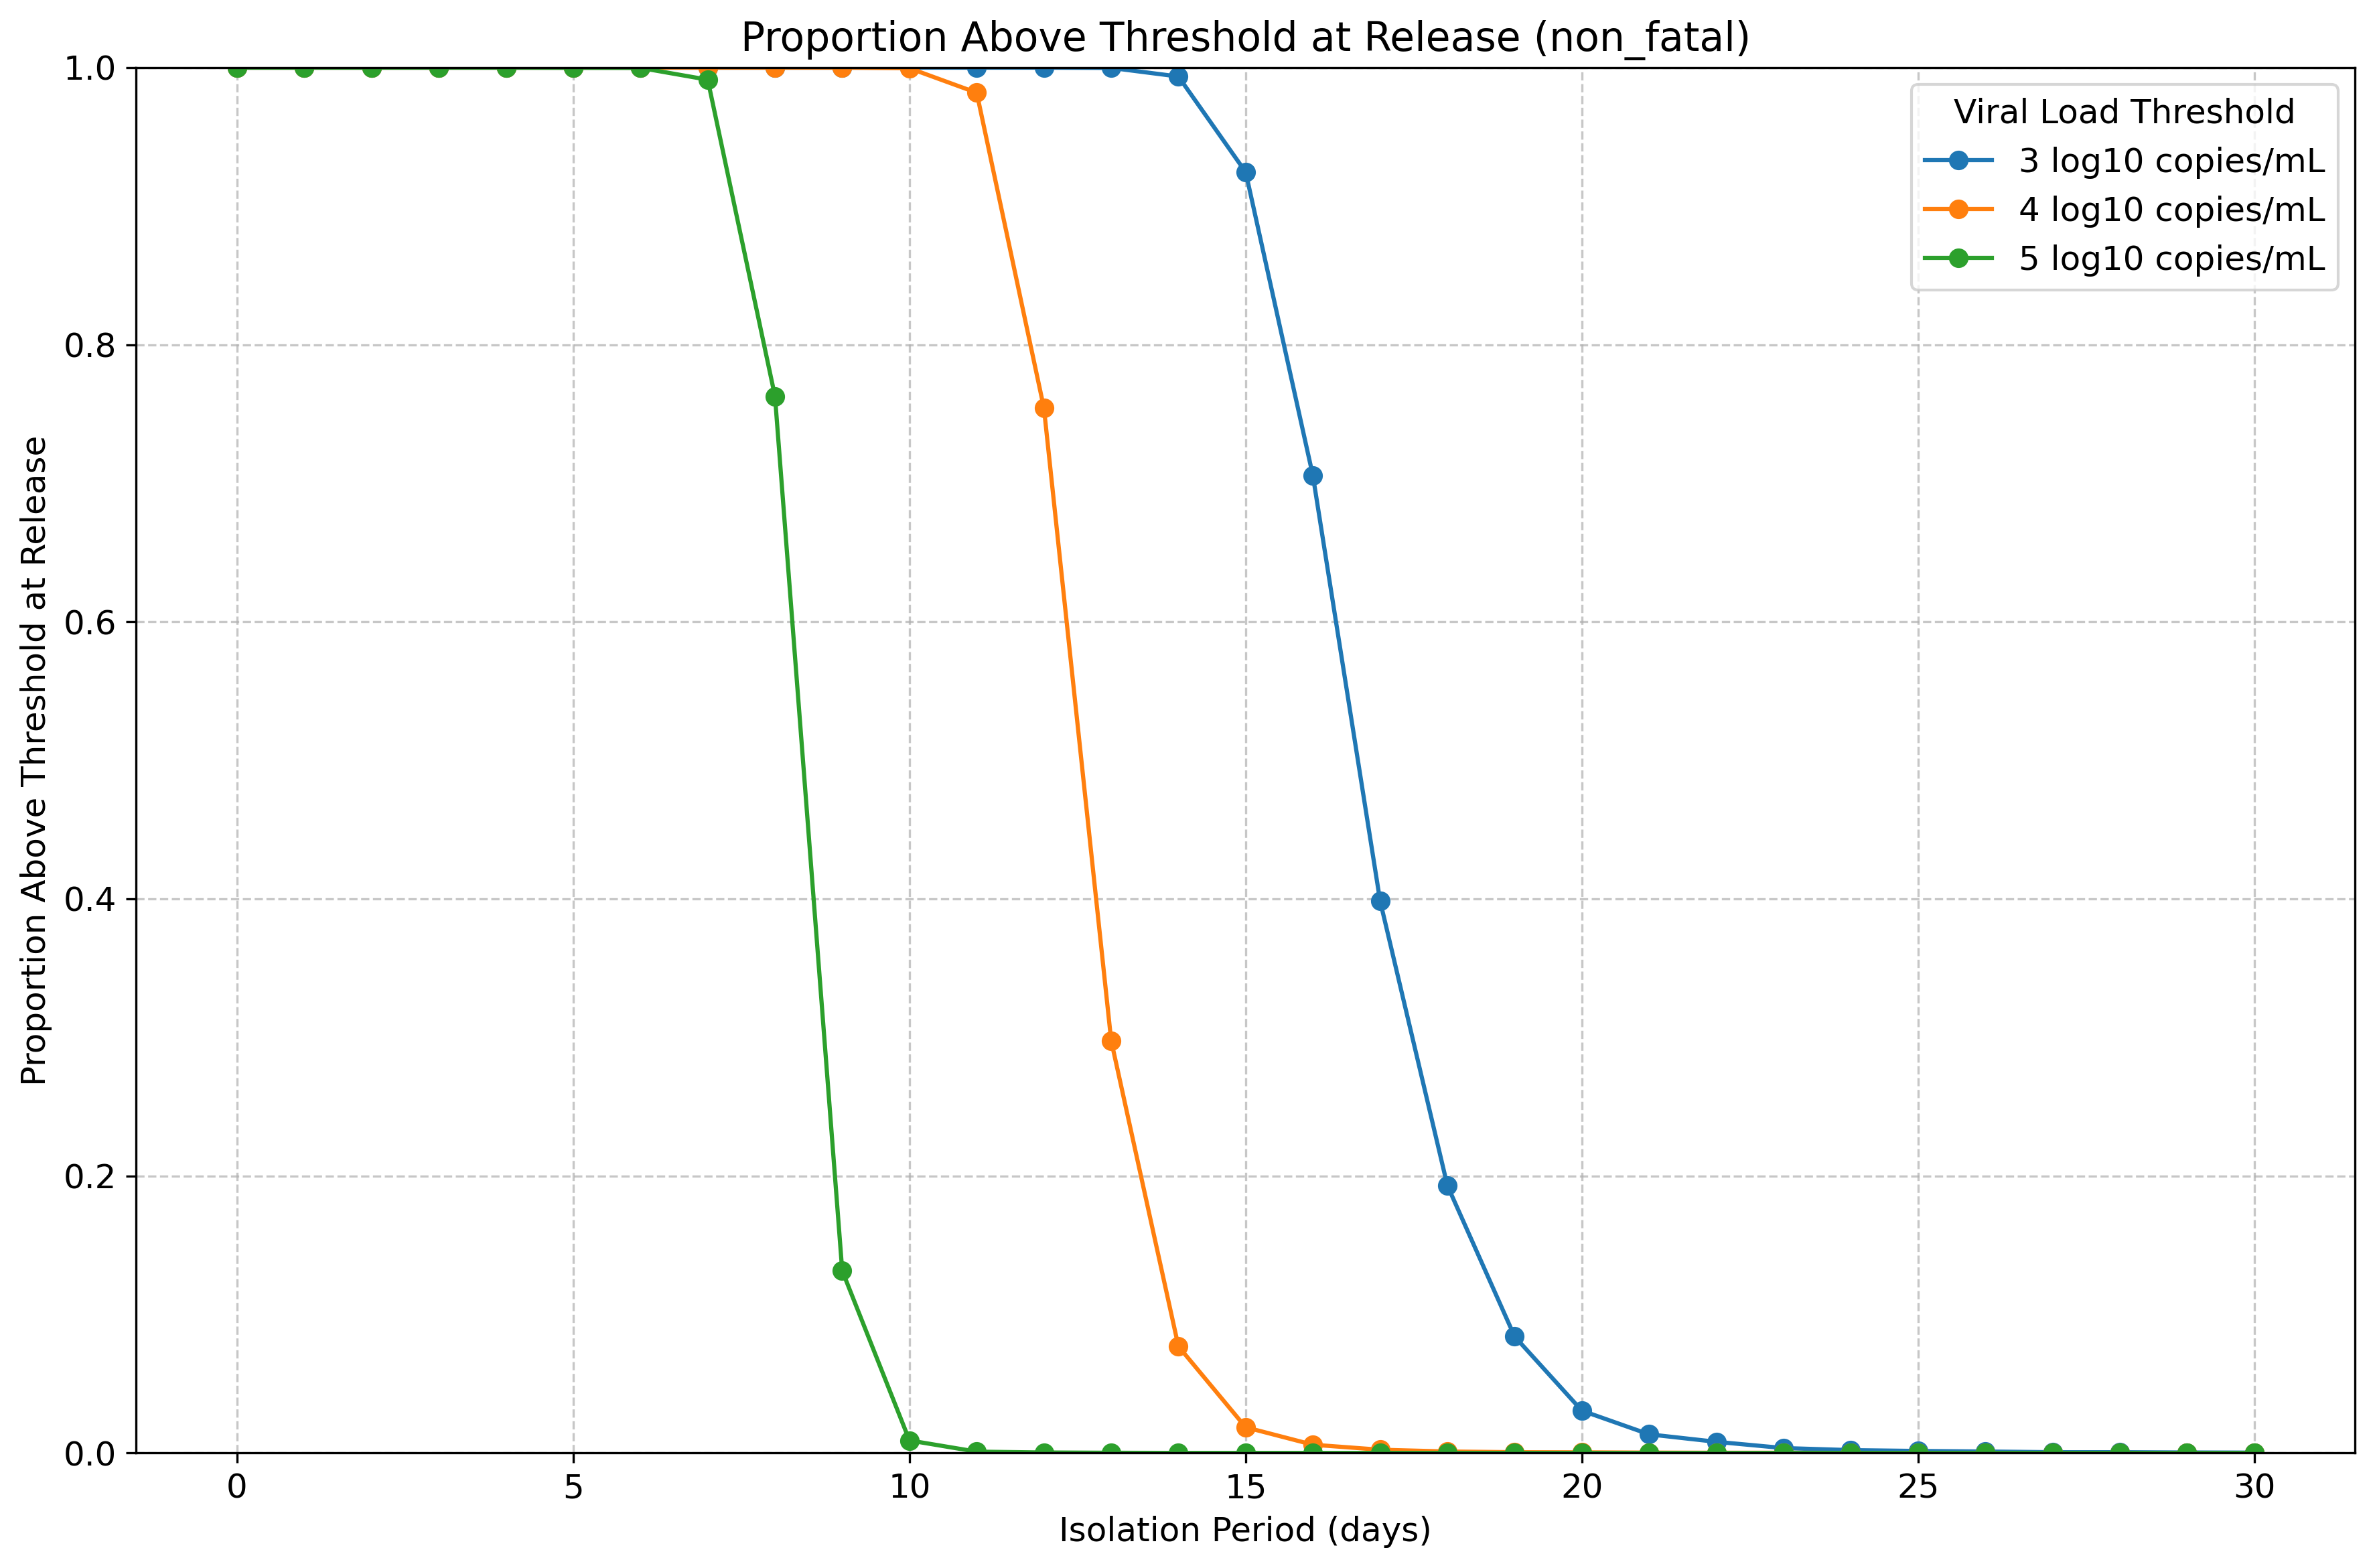 Proportion Above Threshold at Release (non_fatal)
Proportion Above Threshold at Release
1.0
0.8
0.6
0.4
0.2
0.0
Viral Load Threshold
3 log10 copies/mL
4 log10 copies/mL
5 log10 copies/mL
0 5 10 15 20 25 30
Isolation Period (days)